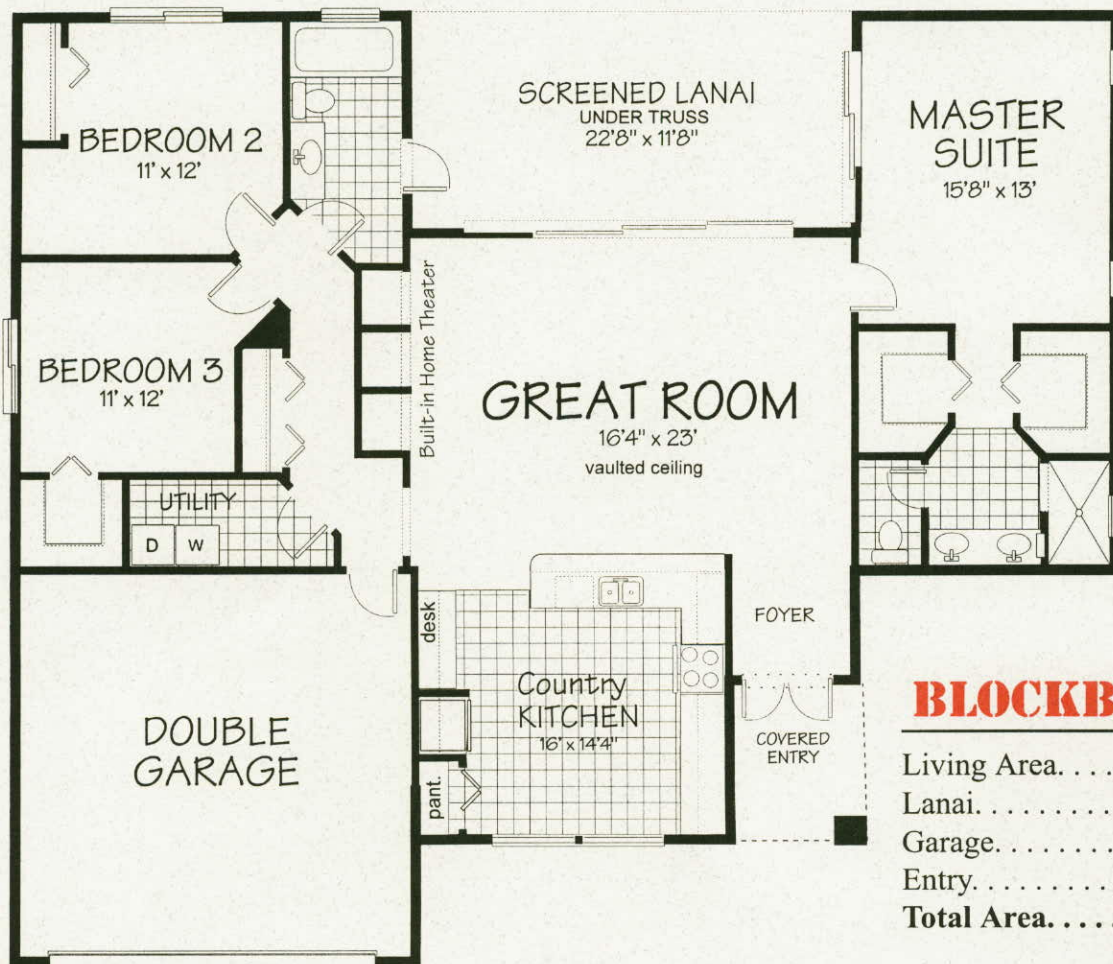 BEDROOM 2
11' x 12'
SCREENED LANAI
UNDER TRUSS
22'8" x 11'8"
MASTER
SUITE
15'8" x 13'
BEDROOM 3
11' x 12'
Built-in Home Theater
GREAT ROOM
16'4" x 23'
vaulted ceiling
UTILITY
D
W
desk
FOYER
Country
KITCHEN
16' x 14'4"
COVERED
ENTRY
pant.
DOUBLE
GARAGE
BLOCKB
Living Area. . . .
Lanai. . . . . . . . .
Garage. . . . . . . .
Entry. . . . . . . . .
Total Area. . . . .